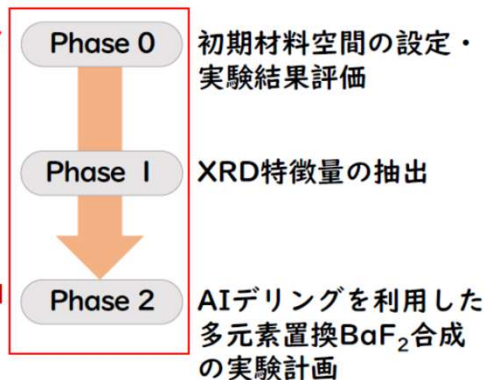 Phase 0
初期材料空間の設定・
実験結果評価
Phase 1
XRD特徴量の抽出
Phase 2
AIデリングを利用した
多元素置換BaF₂合成
の実験計画